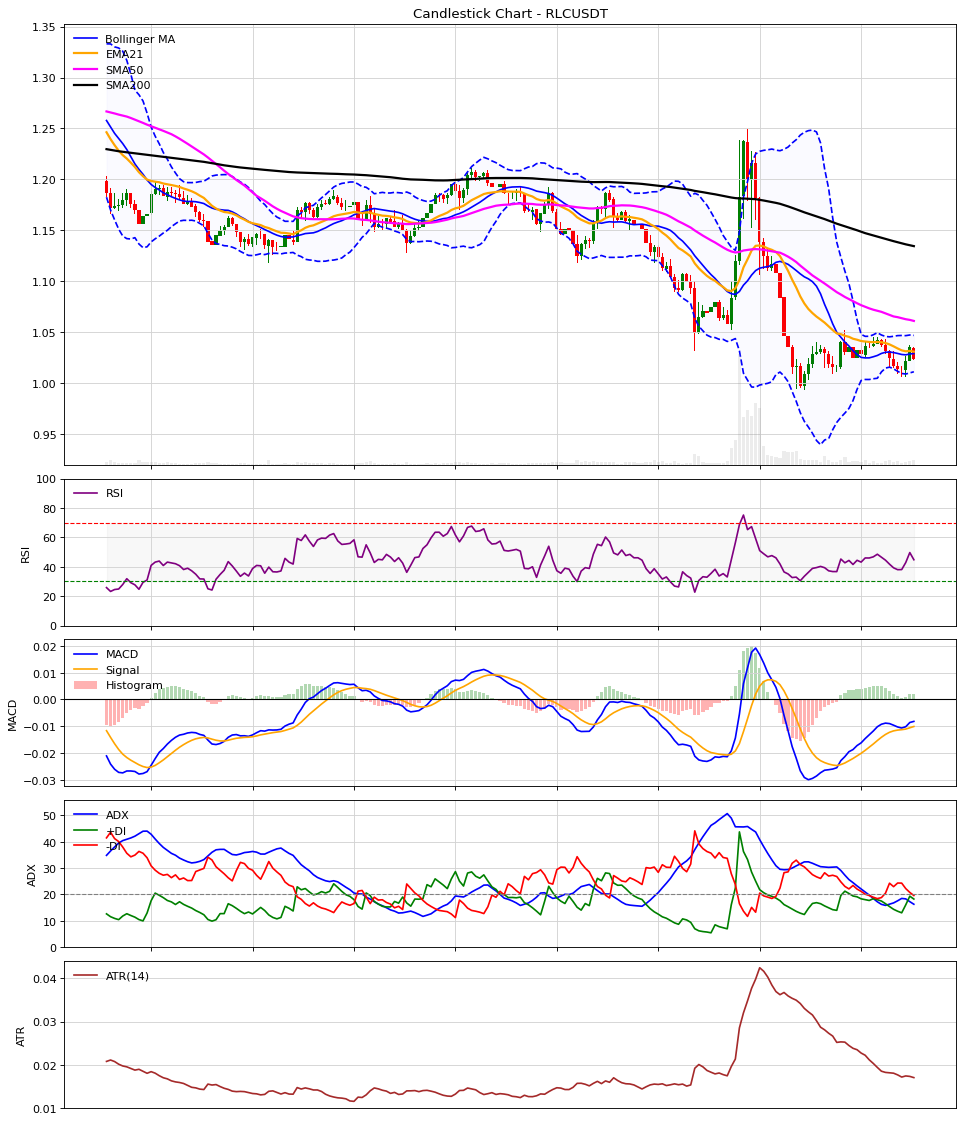 Candlestick Chart - RLCUSDT
1.35
1.30
1.25
1.20
1.15
1.10
1.05
1.00
0.95
Bollinger MA
EMA21
SMA50
SMA200
100
80
60
40
20
0
RSI
RSI
0.02
0.01
0.00
−0.01
−0.02
−0.03
MACD
MACD
Signal
Histogram
50
40
30
20
10
0
ADX
ADX
+DI
-DI
0.04
0.03
0.02
0.01
ATR
ATR(14)